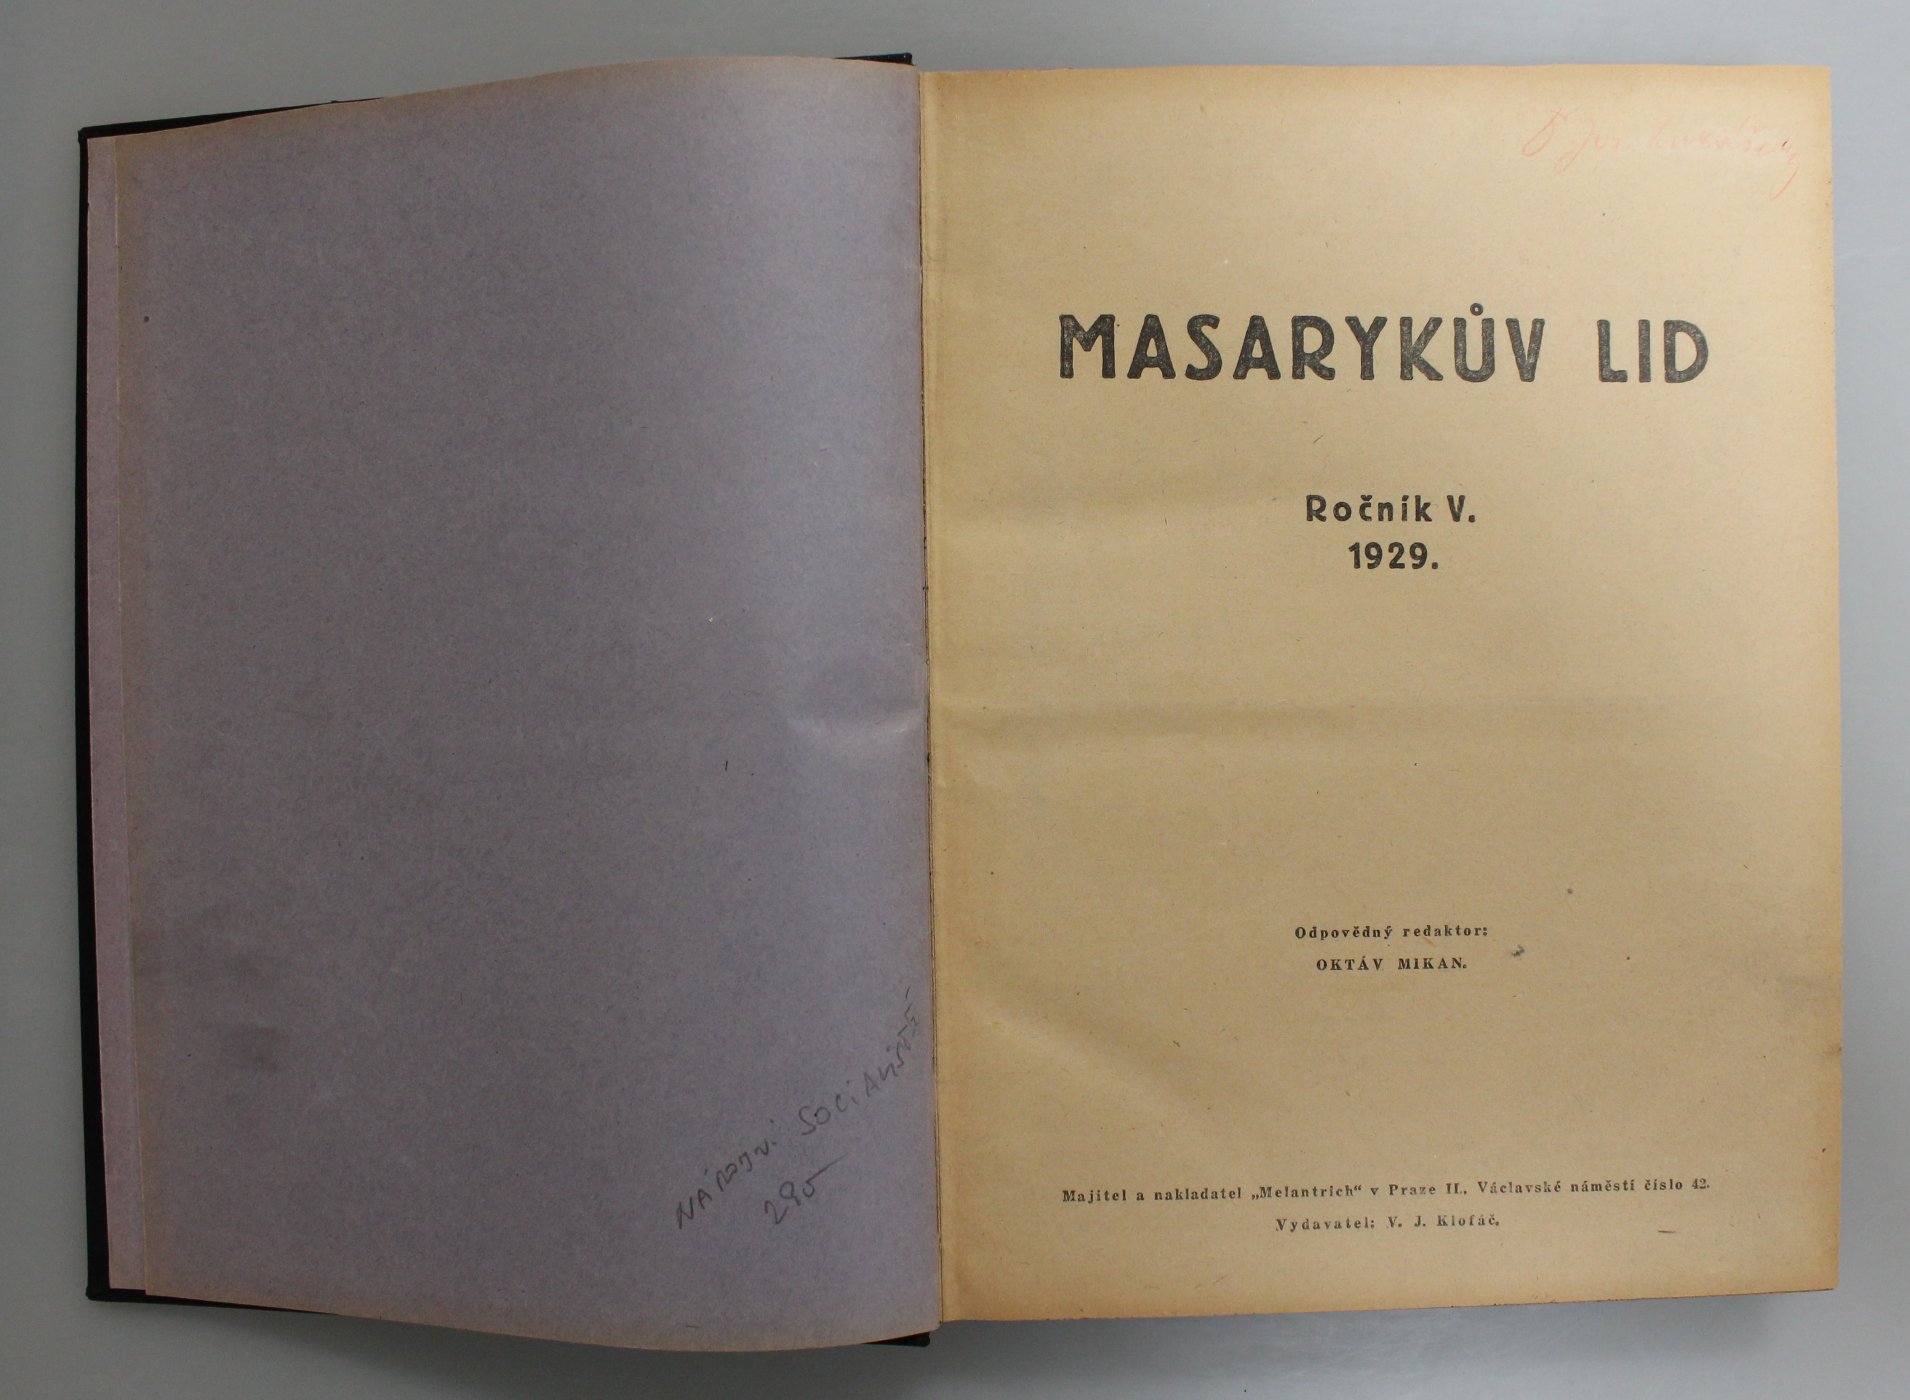 NÁRODNÍ SOCIALISTÉ
290
MASARYKŮV LID
Ročník V.
1929.
Odpovědný redaktor:
OKTÁV MIKAN.
Majitel a nakladatel „Melantrich“ v Praze II., Václavské náměstí číslo 42.
Vydavatel: V. J. Klofáč.